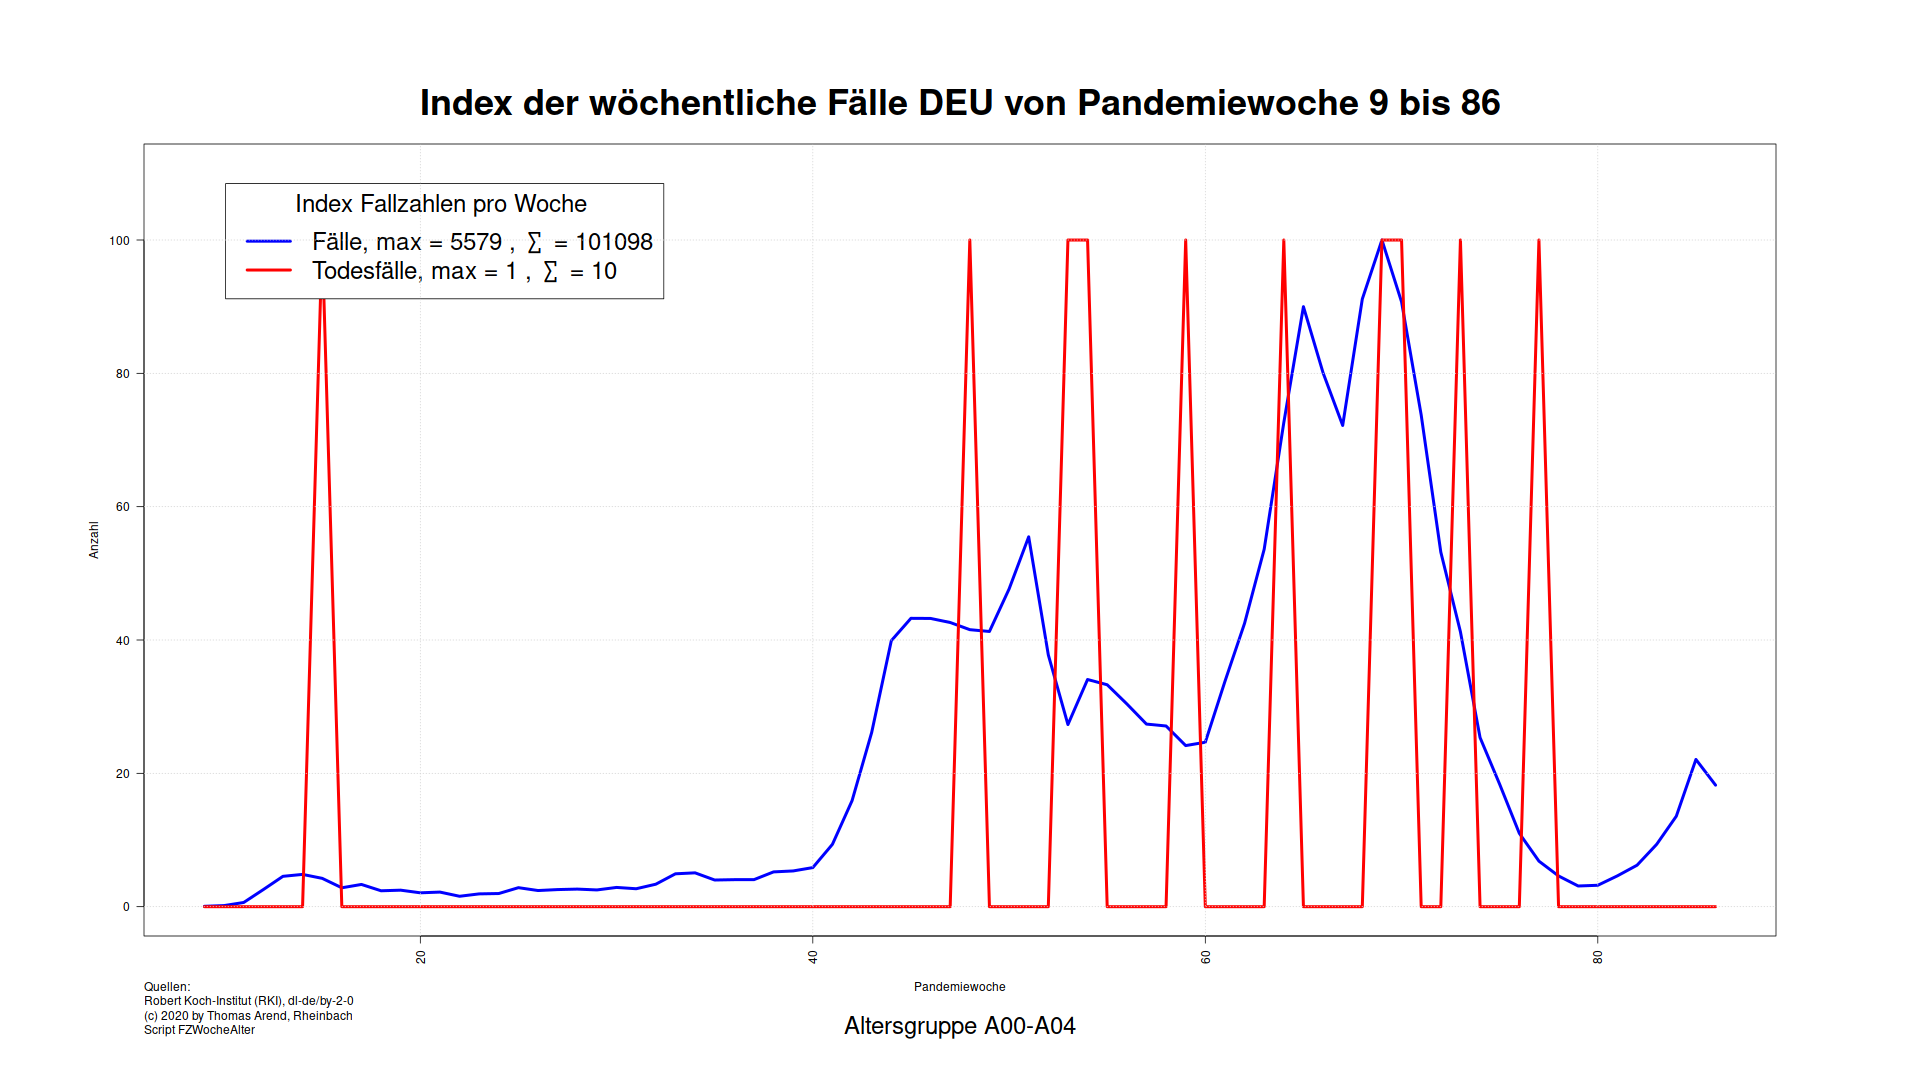 Index der wöchentliche Fälle DEU von Pandemiewoche 9 bis 86
Index Fallzahlen pro Woche
Fälle, max = 5579 , ∑ = 101098
Todesfälle, max = 1 , ∑ = 10
100
80
60
40
20
0
Anzahl
20
40
60
80
Pandemiewoche
Quellen:
Robert Koch-Institut (RKI), dl-de/by-2-0
(c) 2020 by Thomas Arend, Rheinbach
Script FZWocheAlter
Altersgruppe A00-A04